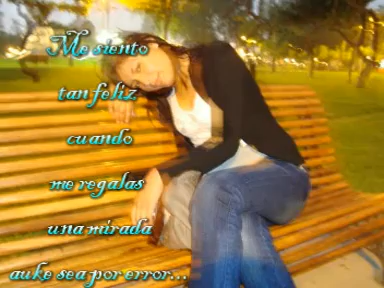 Me siento
tan feliz
cuando
me regalas
una mirada
auke sea por error...